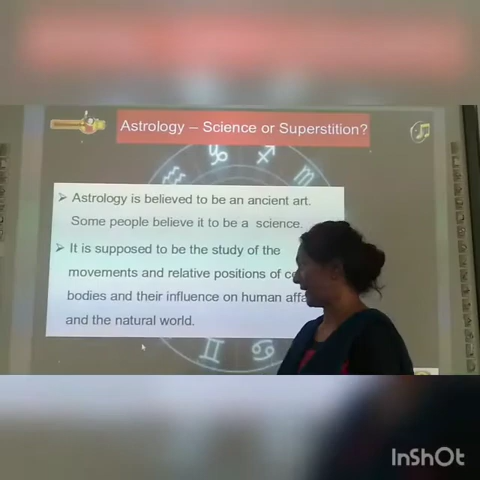 Astrology – Science or Superstition?
➤ Astrology is believed to be an ancient art.
Some people believe it to be a science.
➤ It is supposed to be the study of the
movements and relative positions of
bodies and their influence on human
and the natural world.
InShOt